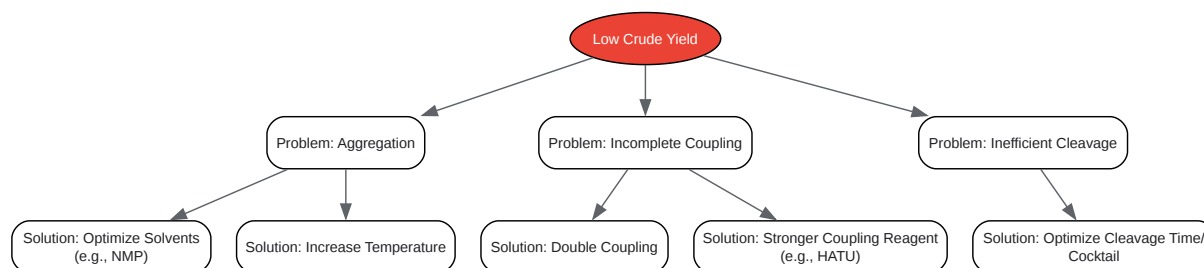 Low Crude Yield
Problem: Aggregation
Problem: Incomplete Coupling
Problem: Inefficient Cleavage
Solution: Optimize Solvents
(e.g., NMP)
Solution: Increase Temperature
Solution: Double Coupling
Solution: Stronger Coupling Reagent
(e.g., HATU)
Solution: Optimize Cleavage Time/
Cocktail